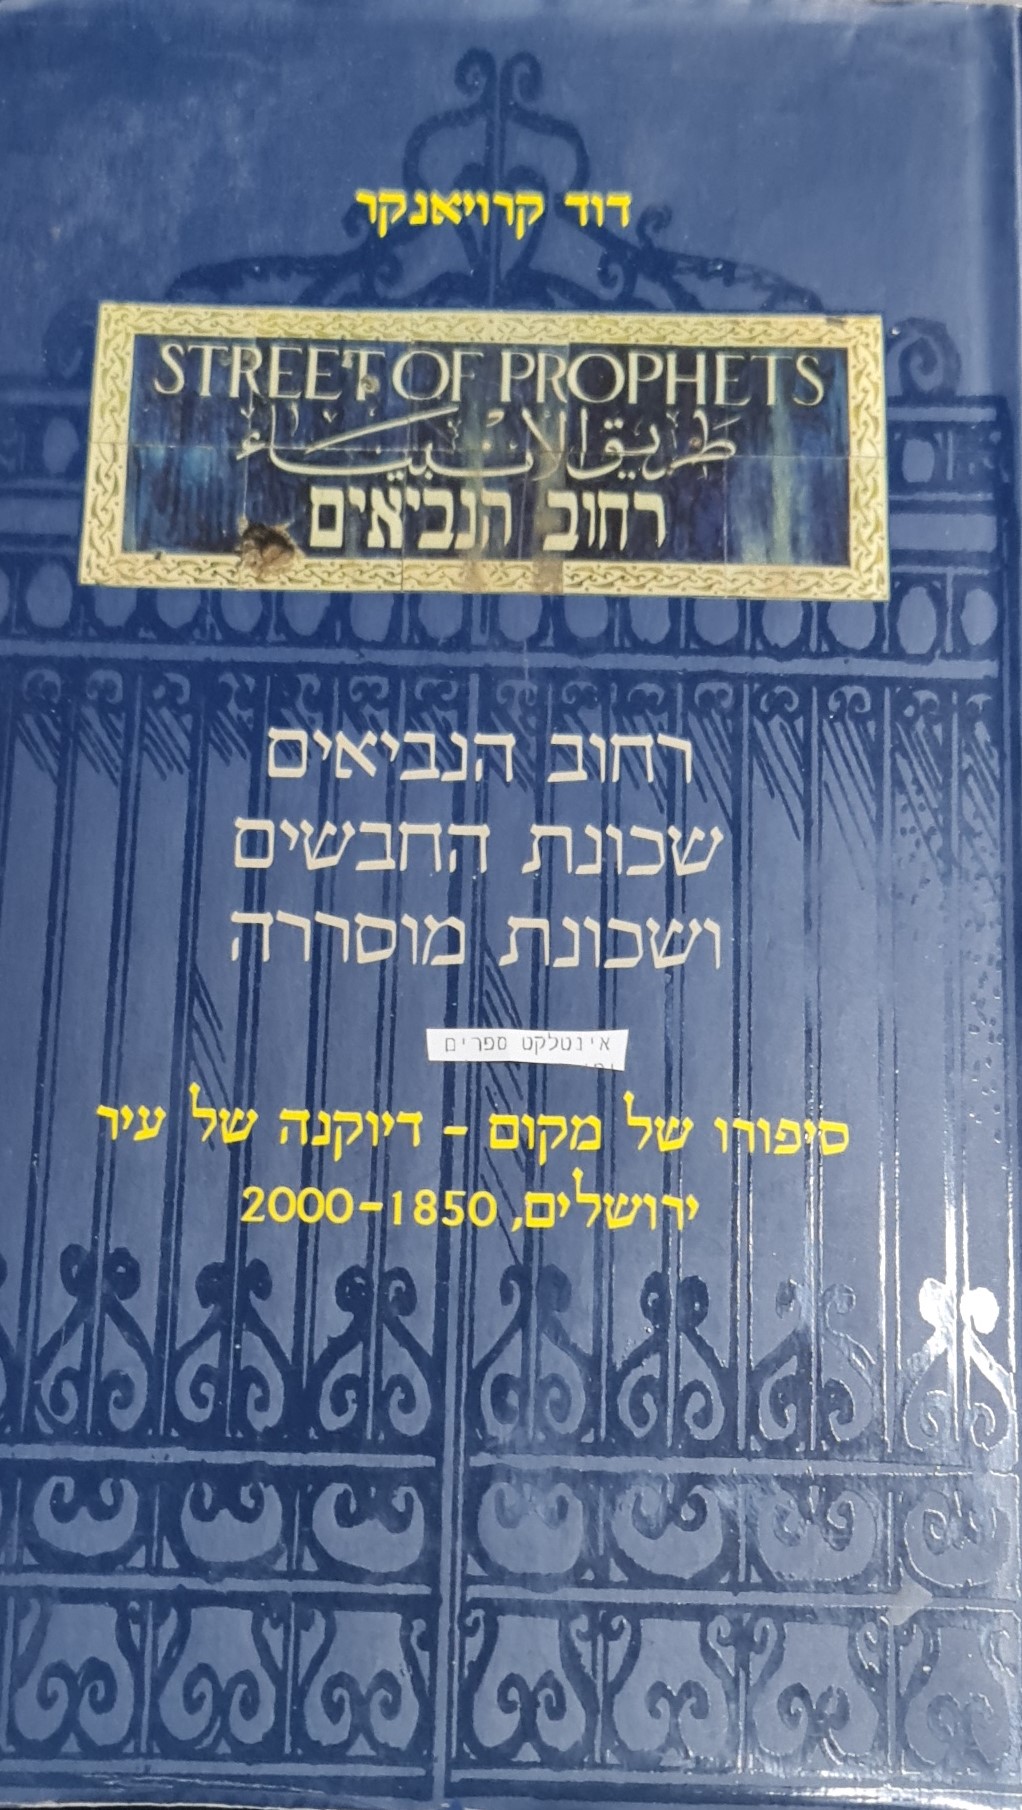 דוד קרויאנקר
STREET OF PROPHETS
طريق الانبياء
רחוב הנביאים
רחוב הנביאים
שכונת החבשים
ושכונת מוסררה
אינטלקט ספרים
סיפורו של מקום - דיוקנה של עיר
ירושלים, 1850-2000